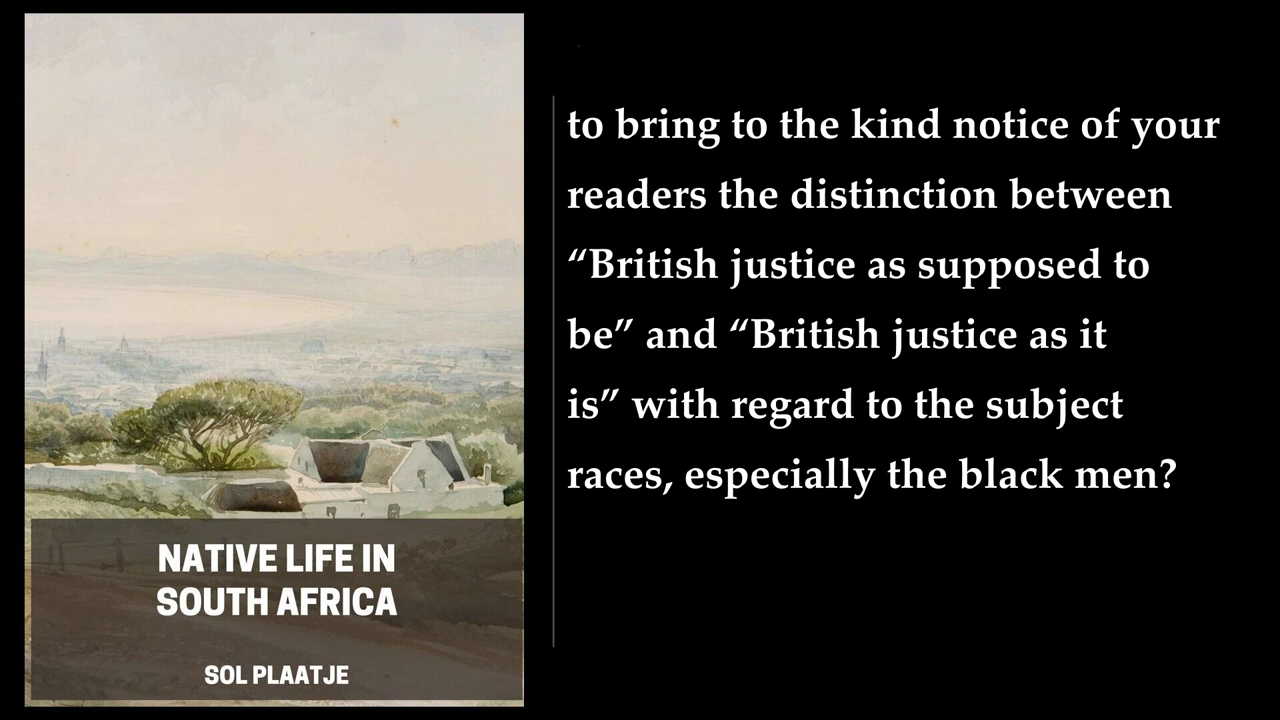 NATIVE LIFE IN
SOUTH AFRICA
SOL PLAATJE
to bring to the kind notice of your
readers the distinction between
“British justice as supposed to
be” and “British justice as it
is” with regard to the subject
races, especially the black men?